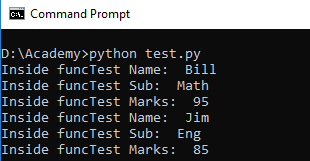 Command Prompt
D:\Academy>python test.py
Inside funcTest Name:  Bill
Inside funcTest Sub:  Math
Inside funcTest Marks:  95
Inside funcTest Name:  Jim
Inside funcTest Sub:  Eng
Inside funcTest Marks:  85